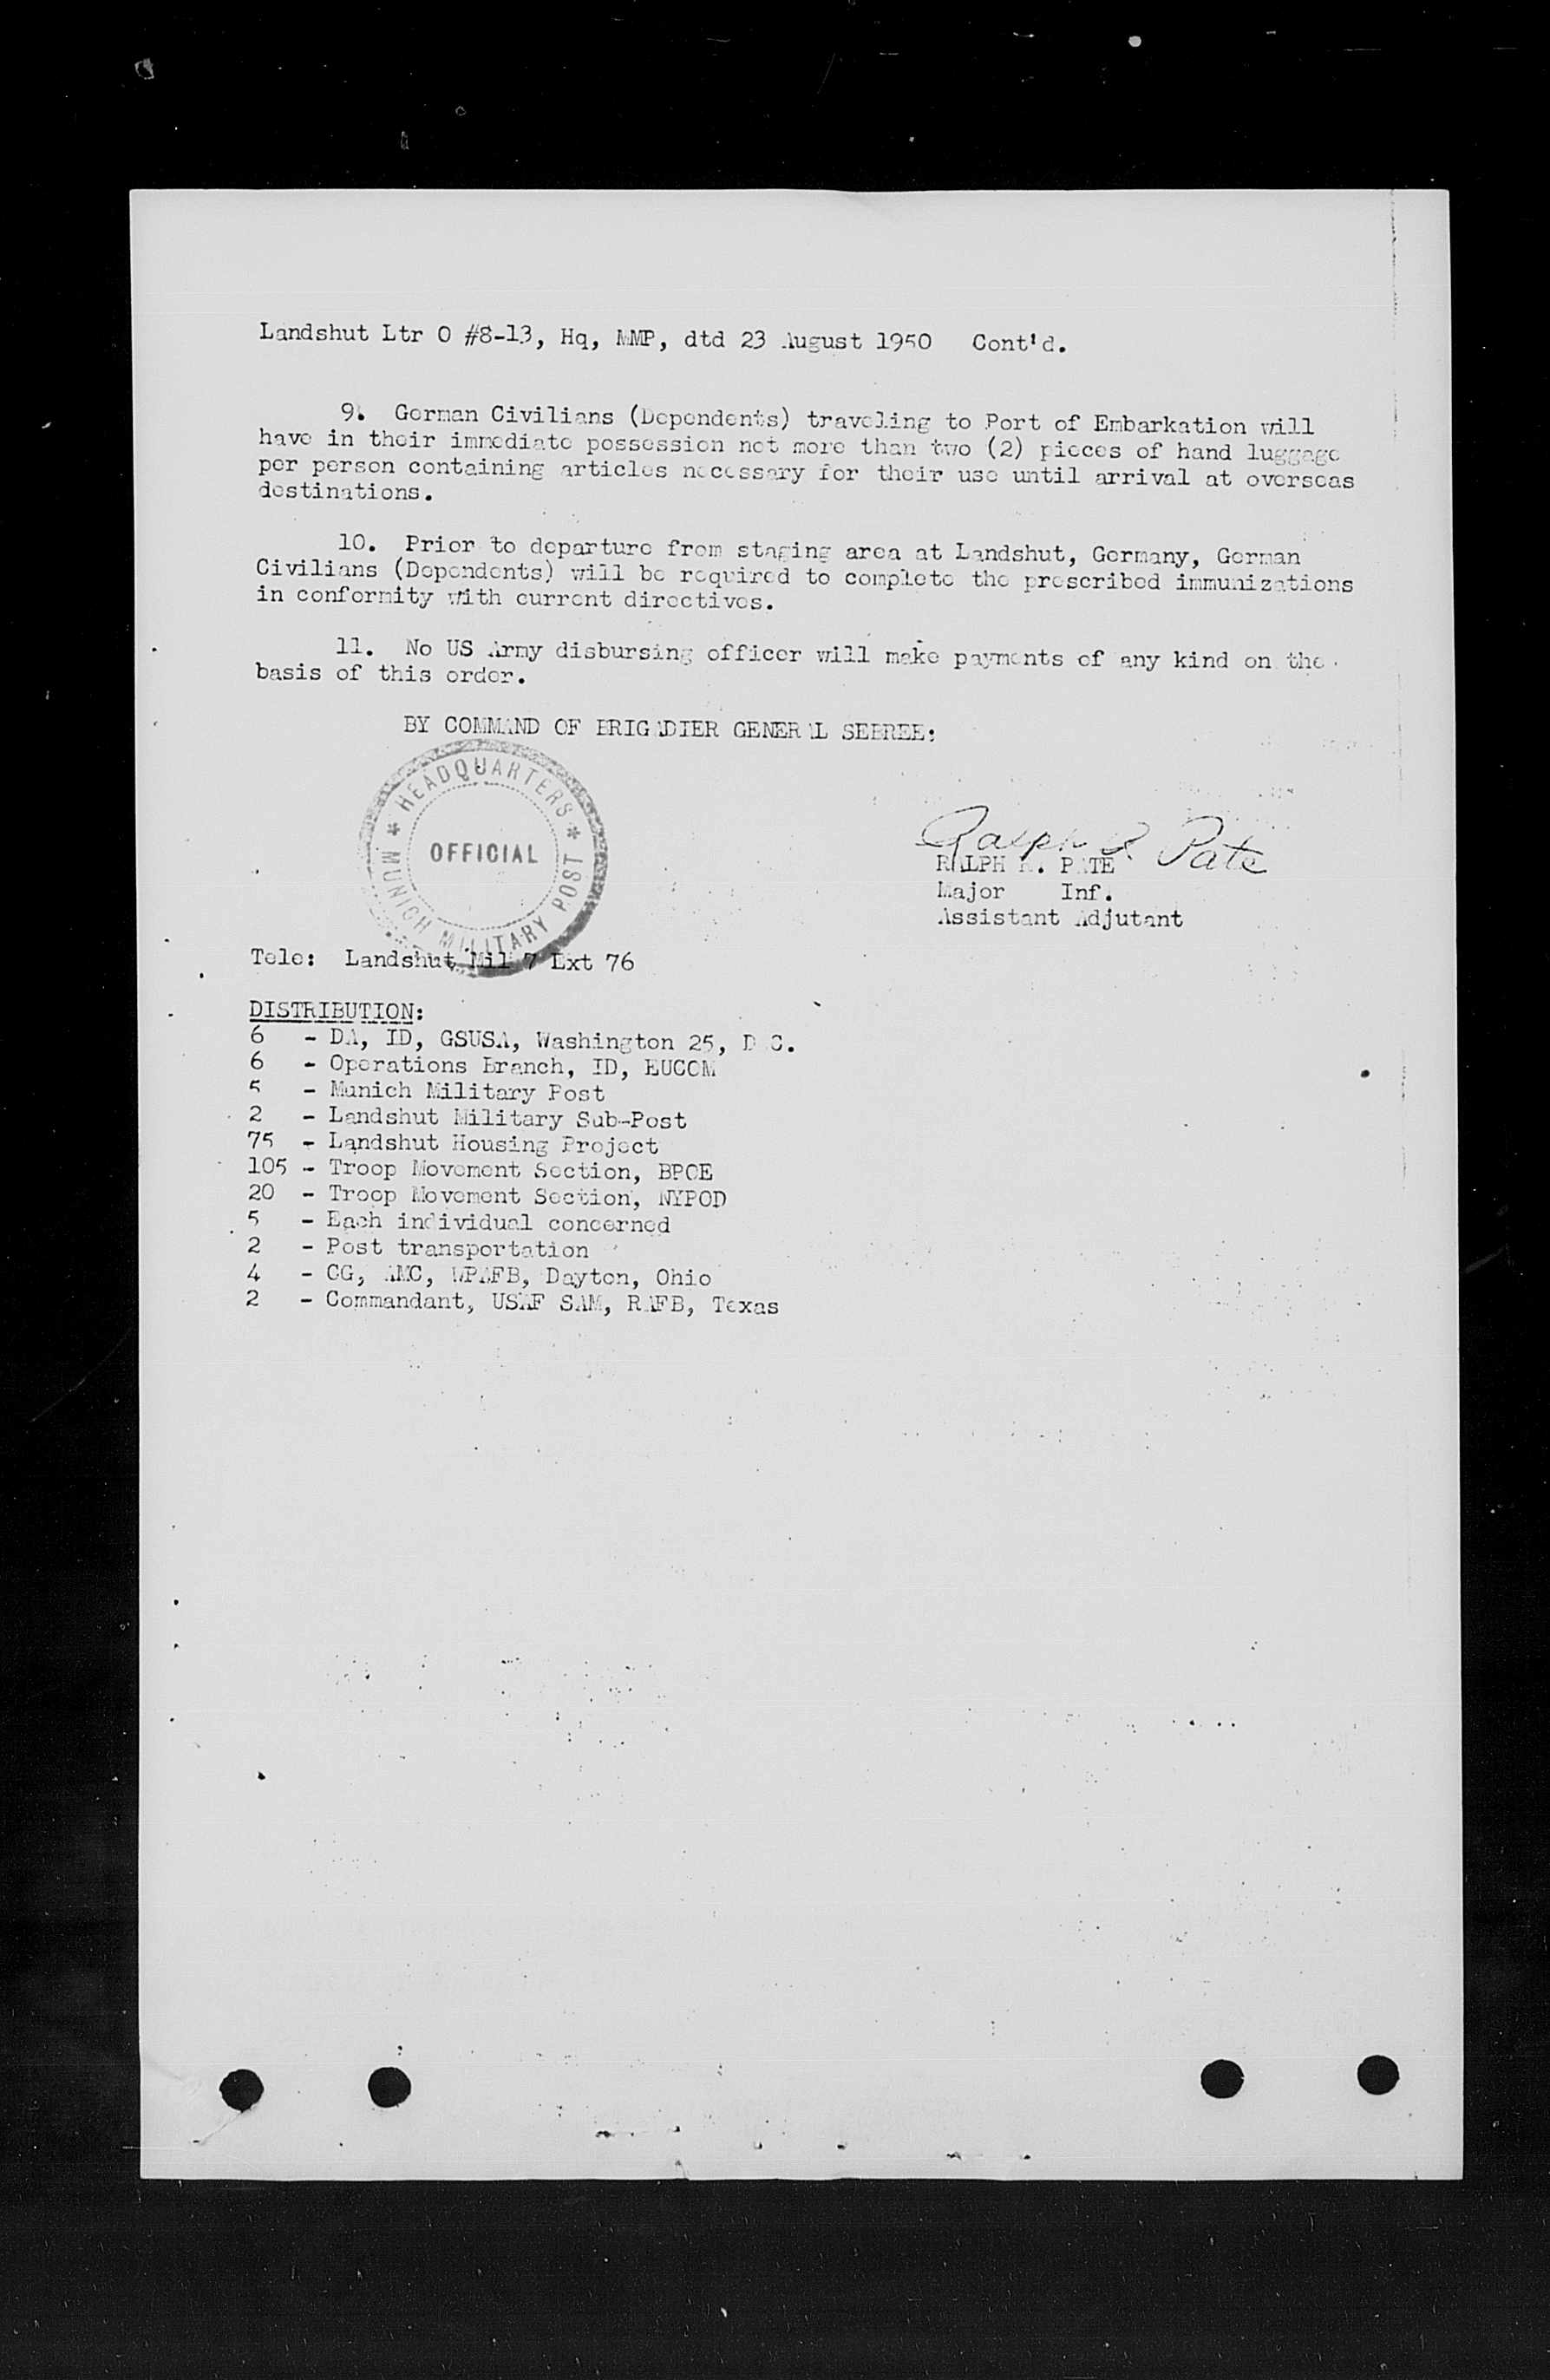 Landshut Ltr O #8-13, Hq, MMP, dtd 23 August 1950   Cont'd.
9.  German Civilians (Dependents) traveling to Port of Embarkation will
have in their immediate possession not more than two (2) pieces of hand luggage
per person containing articles necessary for their use until arrival at overseas
destinations.
10.  Prior to departure from staging area at Landshut, Germany, German
Civilians (Dependents) will be required to complete the prescribed immunizations
in conformity with current directives.
11.  No US Army disbursing officer will make payments of any kind on the
basis of this order.
BY COMMAND OF BRIGADIER GENERAL SEBREE:
* HEADQUARTERS *
OFFICIAL
MUNICH MILITARY POST
Ralph R. Pate
RALPH R. PATE
Major     Inf.
Assistant Adjutant
Tele:  Landshut Mil 7 Ext 76
DISTRIBUTION:
6   - DA, ID, GSUSA, Washington 25, D.C.
6   - Operations Branch, ID, EUCOM
5   - Munich Military Post
2   - Landshut Military Sub-Post
75  - Landshut Housing Project
105 - Troop Movement Section, BPOE
20  - Troop Movement Section, NYPOD
5   - Each individual concerned
2   - Post transportation
4   - CG, AMC, WPAFB, Dayton, Ohio
2   - Commandant, USAF SAM, RAFB, Texas